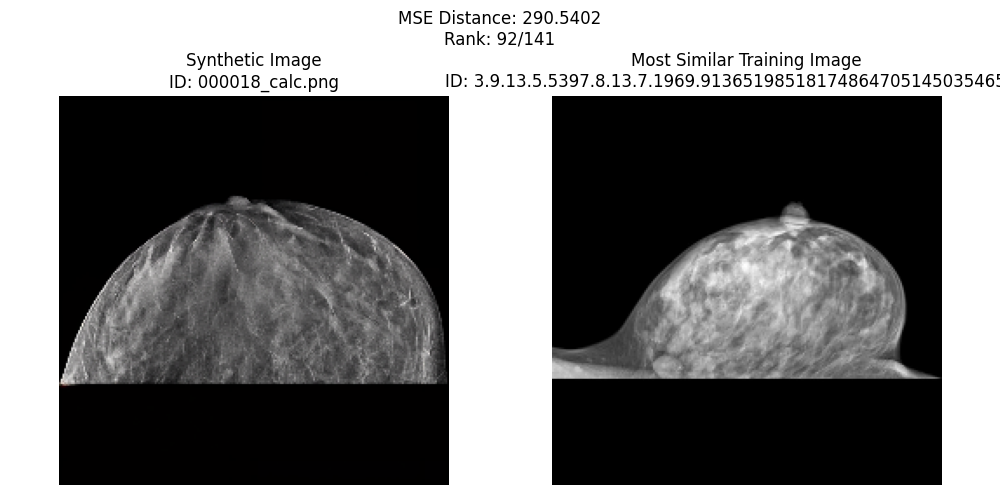 MSE Distance: 290.5402
Rank: 92/141
Synthetic Image
ID: 000018_calc.png
Most Similar Training Image
ID: 3.9.13.5.5397.8.13.7.1969.91365198518174864705145035465